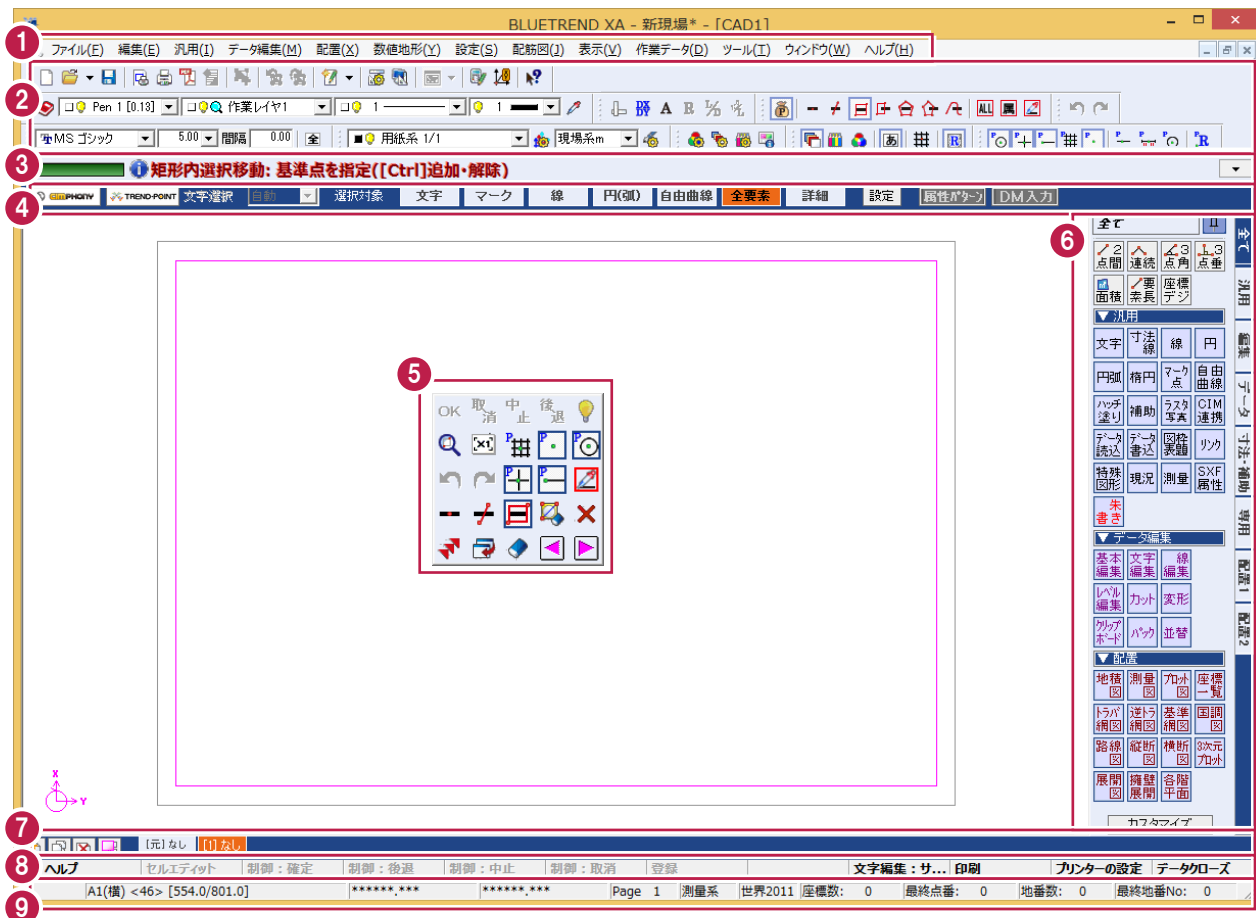 BLUETREND XA - 新現場* - [CAD1]
1
ファイル(F) 編集(E) 汎用(I) データ編集(M) 配置(X) 数値地形(Y) 設定(S) 配筋図(J) 表示(V) 作業データ(D) ツール(T) ウィンドウ(W) ヘルプ(H)
2
Pen 1 [0.13] 作業レイヤ1 1 1 A B ALL
MS ゴシック 5.00 間隔 0.00 全 用紙系 1/1 現場系m あ R R
3
矩形内選択移動: 基準点を指定([Ctrl]追加・解除)
4
TREND-POINT 文字選択 自動 選択対象 文字 マーク 線 円(弧) 自由曲線 全要素 詳細 設定 属性パターン DM入力
5
OK 取消 中止 後退
×1 P P P
P P
6
全て
2点間 連続 3点角 3点垂
面積 要素長 座標デジ
▼ 汎用
文字 寸法線 線 円
円弧 楕円 マーク点 自由曲線
ハッチ塗り 補助 ラスタ写真 CIM連携
データ読込 データ書込 図枠表題 リンク
特殊図形 現況 測量 SXF属性
朱書き
▼ データ編集
基本編集 文字編集 線編集
レベル編集 カット 変形
クリップボード パック 並替
▼ 配置
地積図 測量図 プロット図 座標一覧
トラバ網図 逆トラ網図 基準網図 国調図
路線図 縦断図 横断図 3次元プロット
展開図 擁壁展開 各階平面
カスタマイズ
全て
汎用
編集
データ
寸法・補助
専用
配置1
配置2
X
Y
7
[元] なし [1] なし
8
ヘルプ セルエディット 制御：確定 制御：後退 制御：中止 制御：取消 登録 文字編集：サ... 印刷 プリンターの設定 データクローズ
9
A1(横) <46> [554.0/801.0] ******.*** ******.*** Page 1 測量系 世界2011 座標数: 0 最終点番: 0 地番数: 0 最終地番No: 0